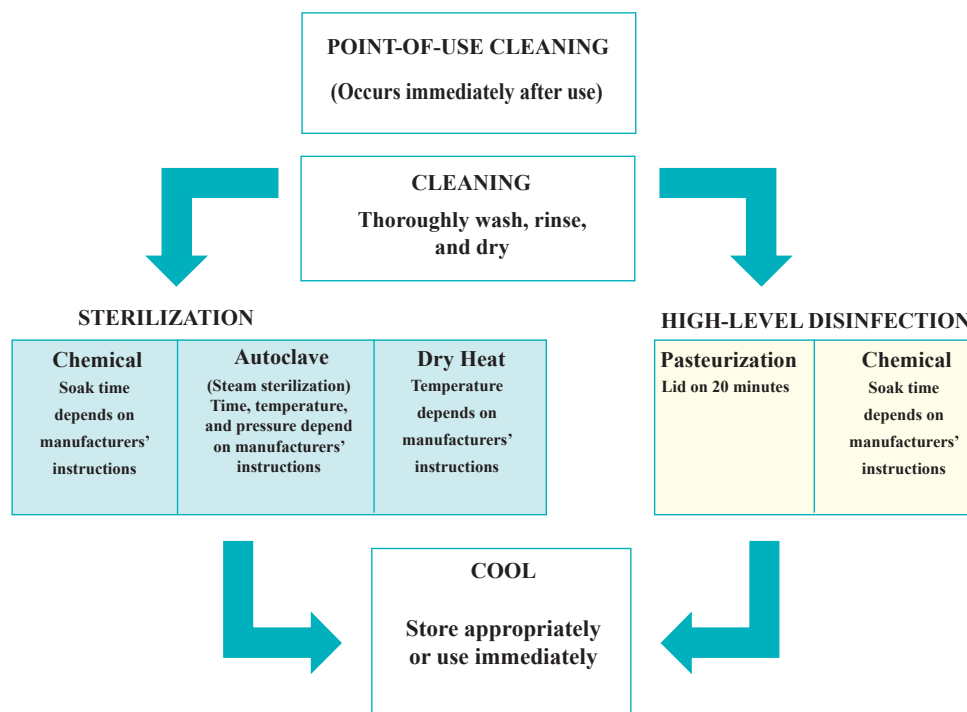 POINT-OF-USE CLEANING
(Occurs immediately after use)
CLEANING
Thoroughly wash, rinse,
and dry
STERILIZATION
Chemical
Soak time
depends on
manufacturers’
instructions
Autoclave
(Steam sterilization)
Time, temperature,
and pressure depend
on manufacturers’
instructions
Dry Heat
Temperature
depends on
manufacturers’
instructions
HIGH-LEVEL DISINFECTION
Pasteurization
Lid on 20 minutes
Chemical
Soak time
depends on
manufacturers’
instructions
COOL
Store appropriately
or use immediately